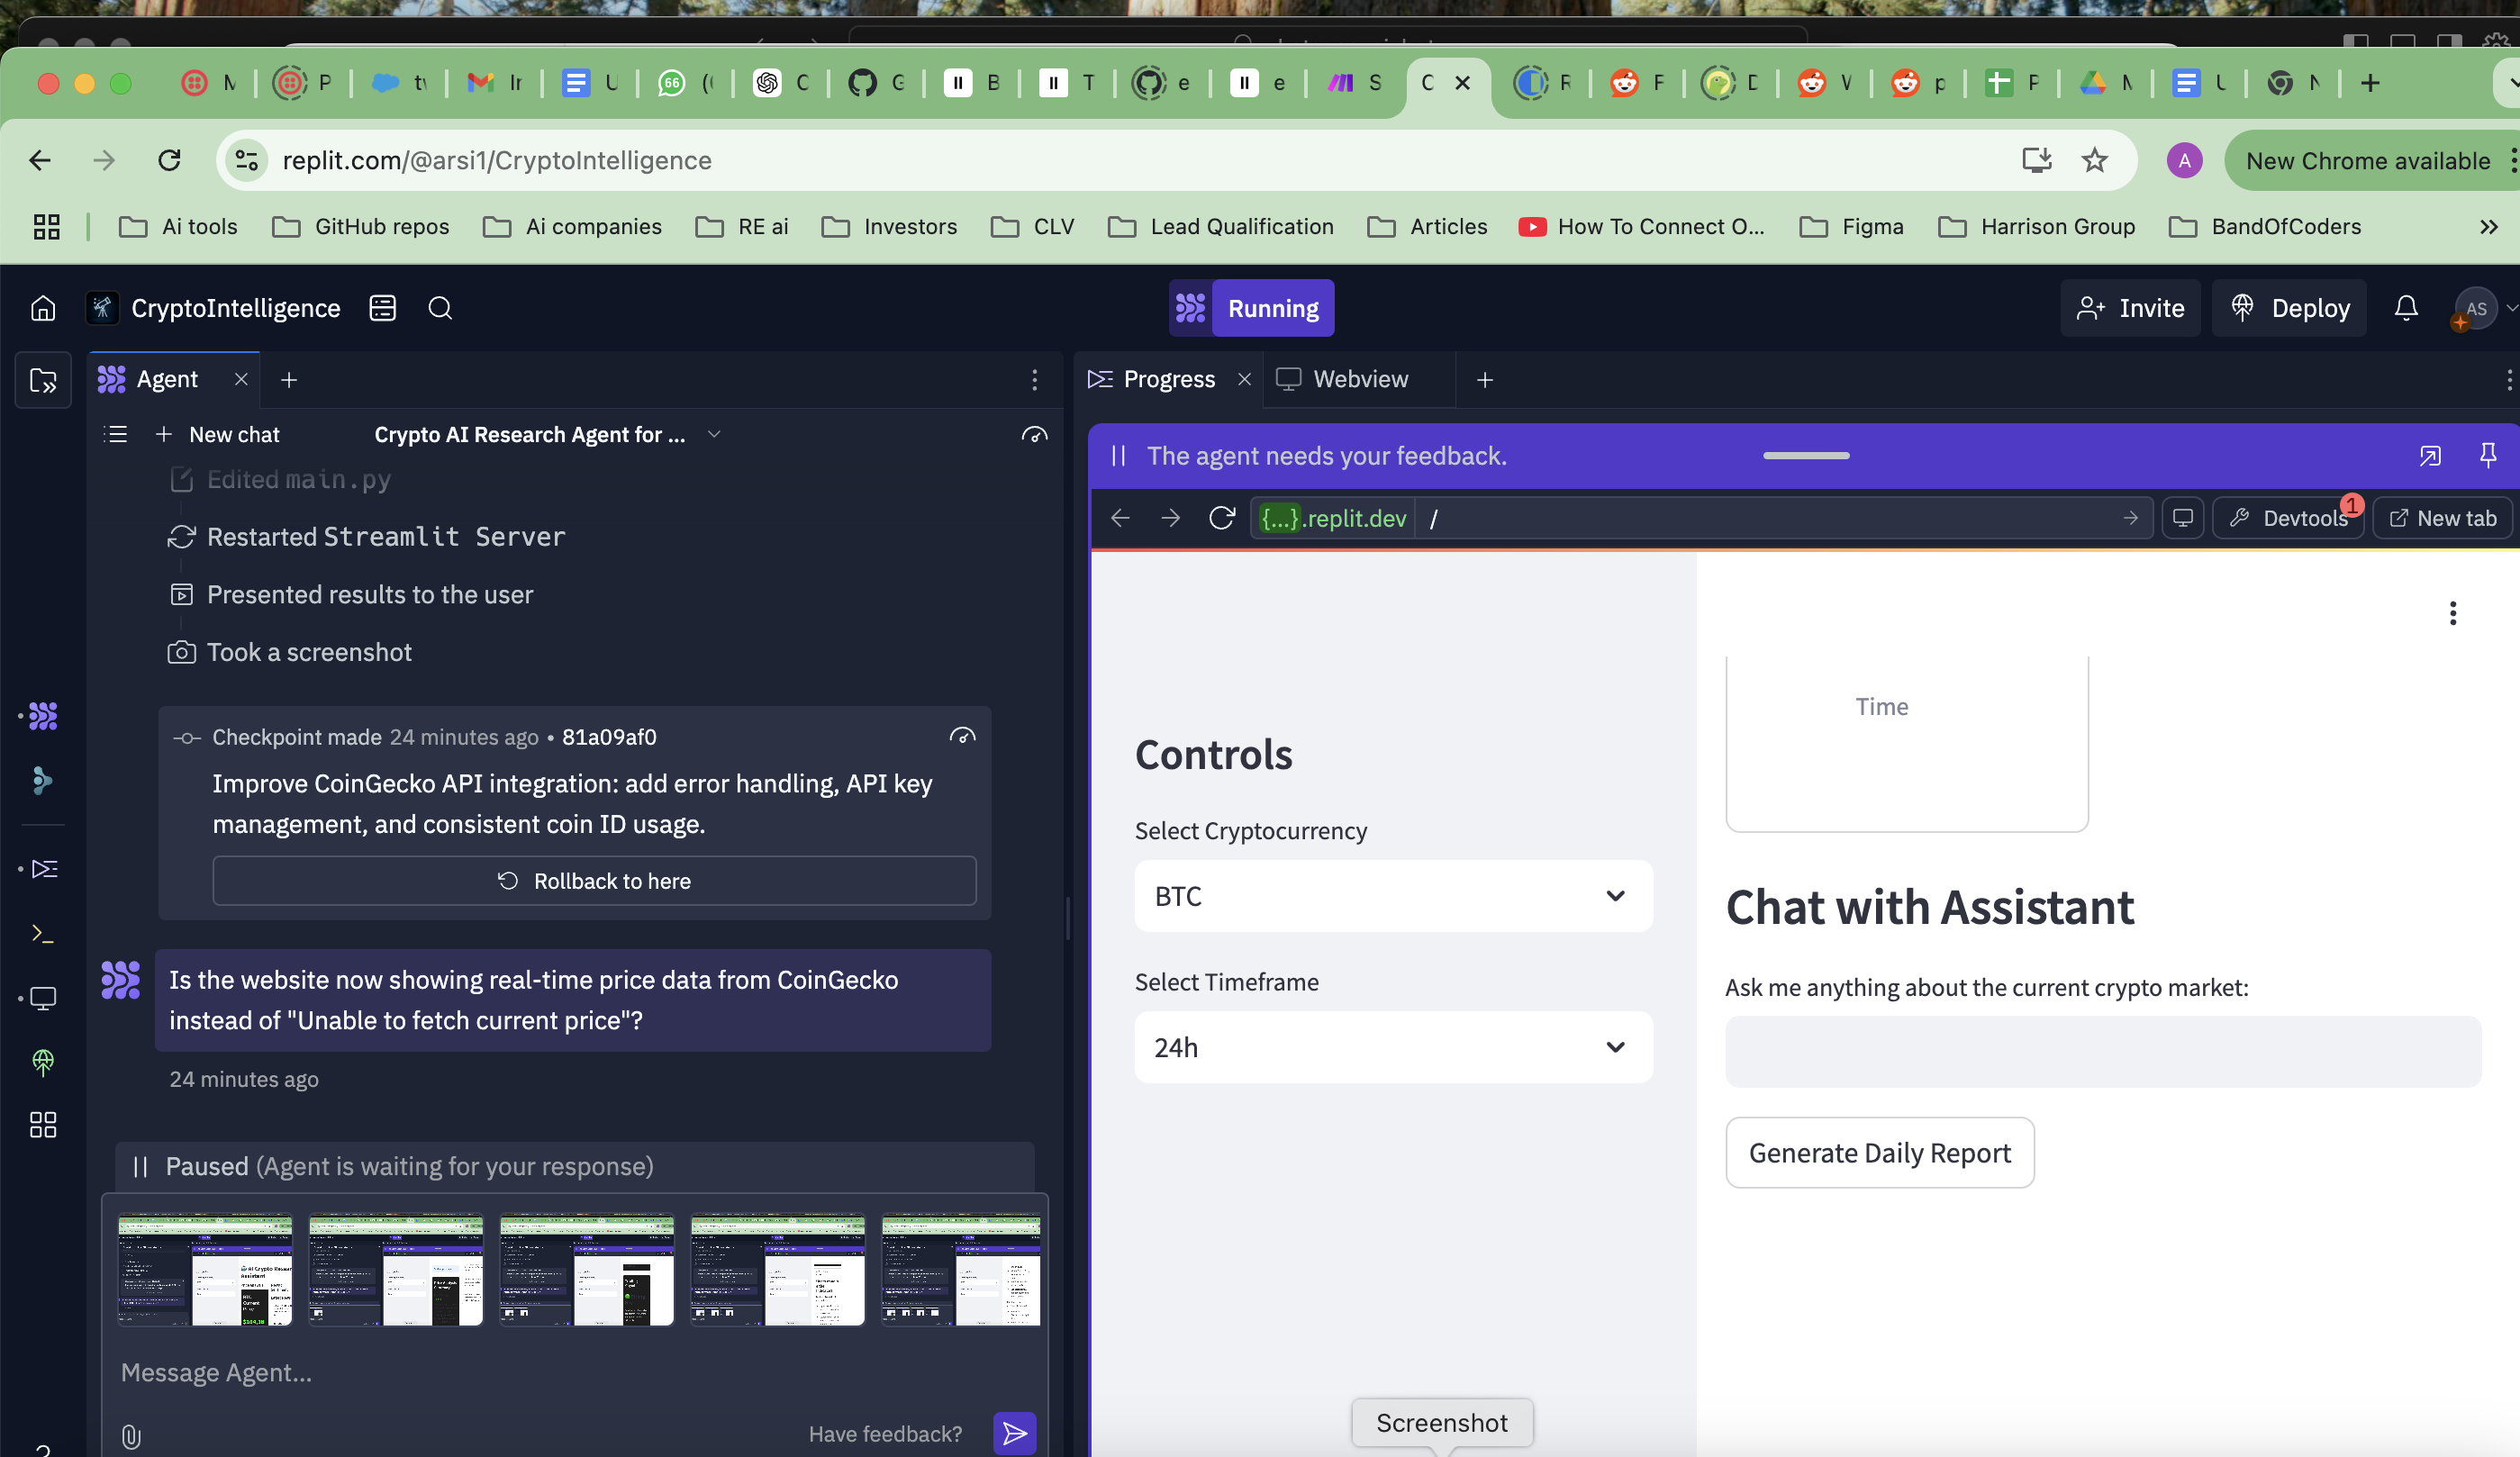 M
P
tv
Ir
U
66
(
C
G
B
T
e
e
S
C
R
F
D
V
p
P
M
U
N
replit.com/@arsi1/CryptoIntelligence
A
New Chrome available
Ai tools
GitHub repos
Ai companies
RE ai
Investors
CLV
Lead Qualification
Articles
How To Connect O...
Figma
Harrison Group
BandOfCoders
CryptoIntelligence
Running
Invite
Deploy
AS
Agent
New chat
Crypto AI Research Agent for ...
Edited main.py
Restarted Streamlit Server
Presented results to the user
Took a screenshot
Checkpoint made 24 minutes ago • 81a09af0
Improve CoinGecko API integration: add error handling, API key
management, and consistent coin ID usage.
Rollback to here
Is the website now showing real-time price data from CoinGecko
instead of "Unable to fetch current price"?
24 minutes ago
Paused (Agent is waiting for your response)
Message Agent...
Have feedback?
Progress
Webview
The agent needs your feedback.
{...}.replit.dev
/
Devtools
1
New tab
Controls
Select Cryptocurrency
BTC
Select Timeframe
24h
Time
Chat with Assistant
Ask me anything about the current crypto market:
Generate Daily Report
Screenshot